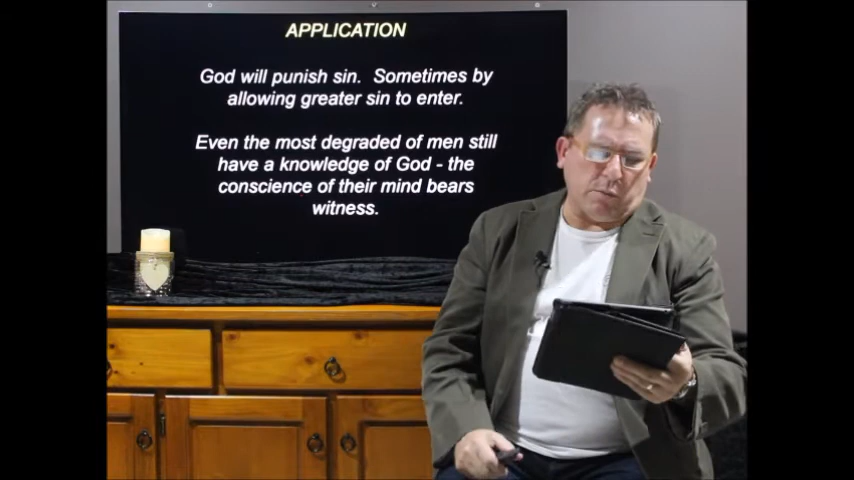 APPLICATION
God will punish sin.  Sometimes by
allowing greater sin to enter.
Even the most degraded of men still
have a knowledge of God - the
conscience of their mind bears
witness.